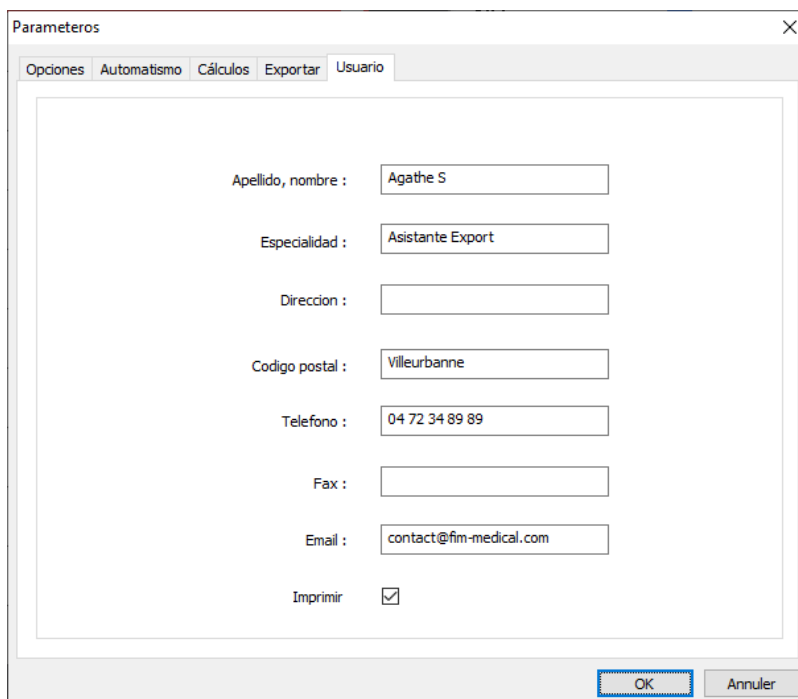 Parameteros
Opciones Automatismo Cálculos Exportar Usuario
Apellido, nombre : Agathe S
Especialidad : Asistante Export
Direccion :
Codigo postal : Villeurbanne
Telefono : 04 72 34 89 89
Fax :
Email : contact@fim-medical.com
Imprimir
OK Annuler